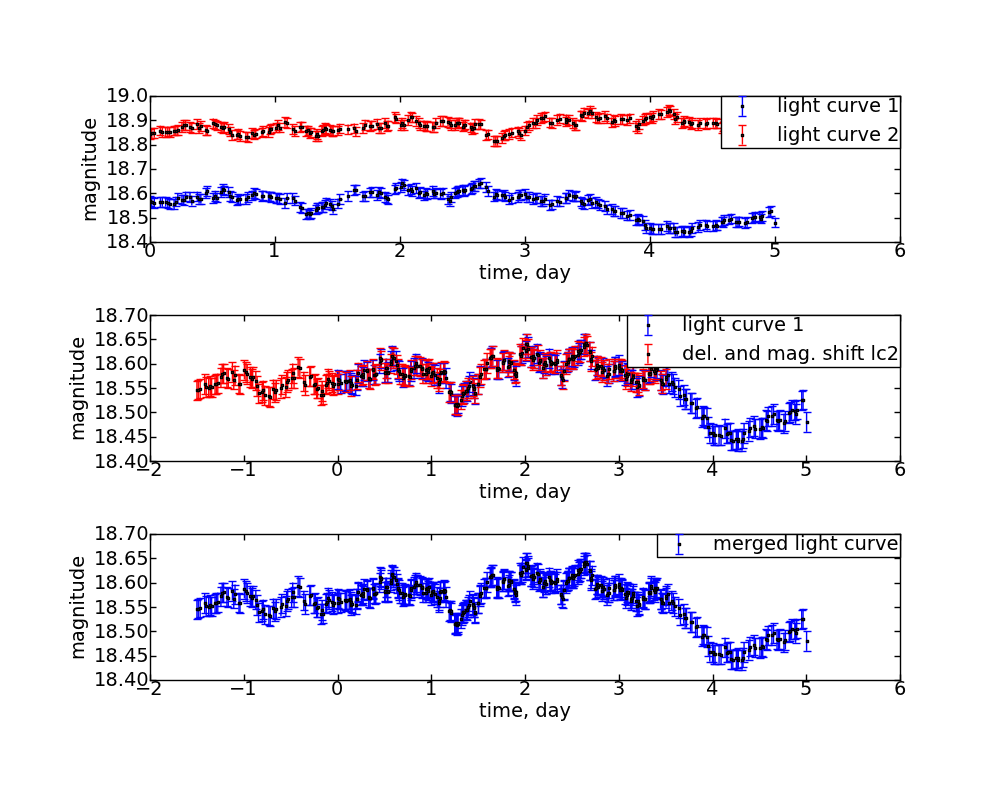 19.0
18.9
18.8
18.7
18.6
18.5
18.4
magnitude
light curve 1
light curve 2
0 1 2 3 4 5 6
time, day
18.70
18.65
18.60
18.55
18.50
18.45
18.40
magnitude
light curve 1
del. and mag. shift lc2
−2 −1 0 1 2 3 4 5 6
time, day
18.70
18.65
18.60
18.55
18.50
18.45
18.40
magnitude
merged light curve
−2 −1 0 1 2 3 4 5 6
time, day